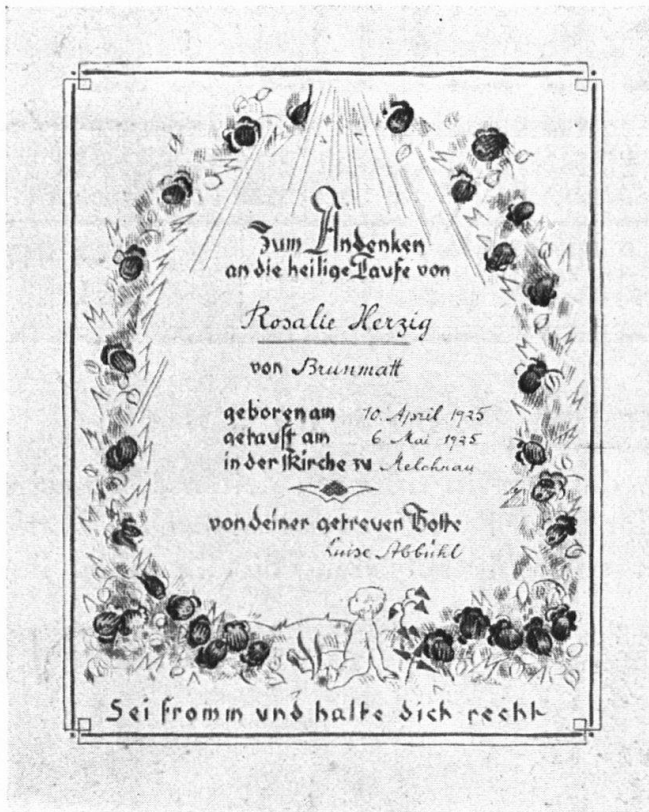 Zum Andenken
an die heilige Taufe von
Rosalie Herzig
von Brunmatt
geboren am 10. April 1925
getauft am 6. Mai 1925
in der Kirche zu Melchnau
von deiner getreuen Gotte
Luise Abbühl
Sei fromm und halte dich recht